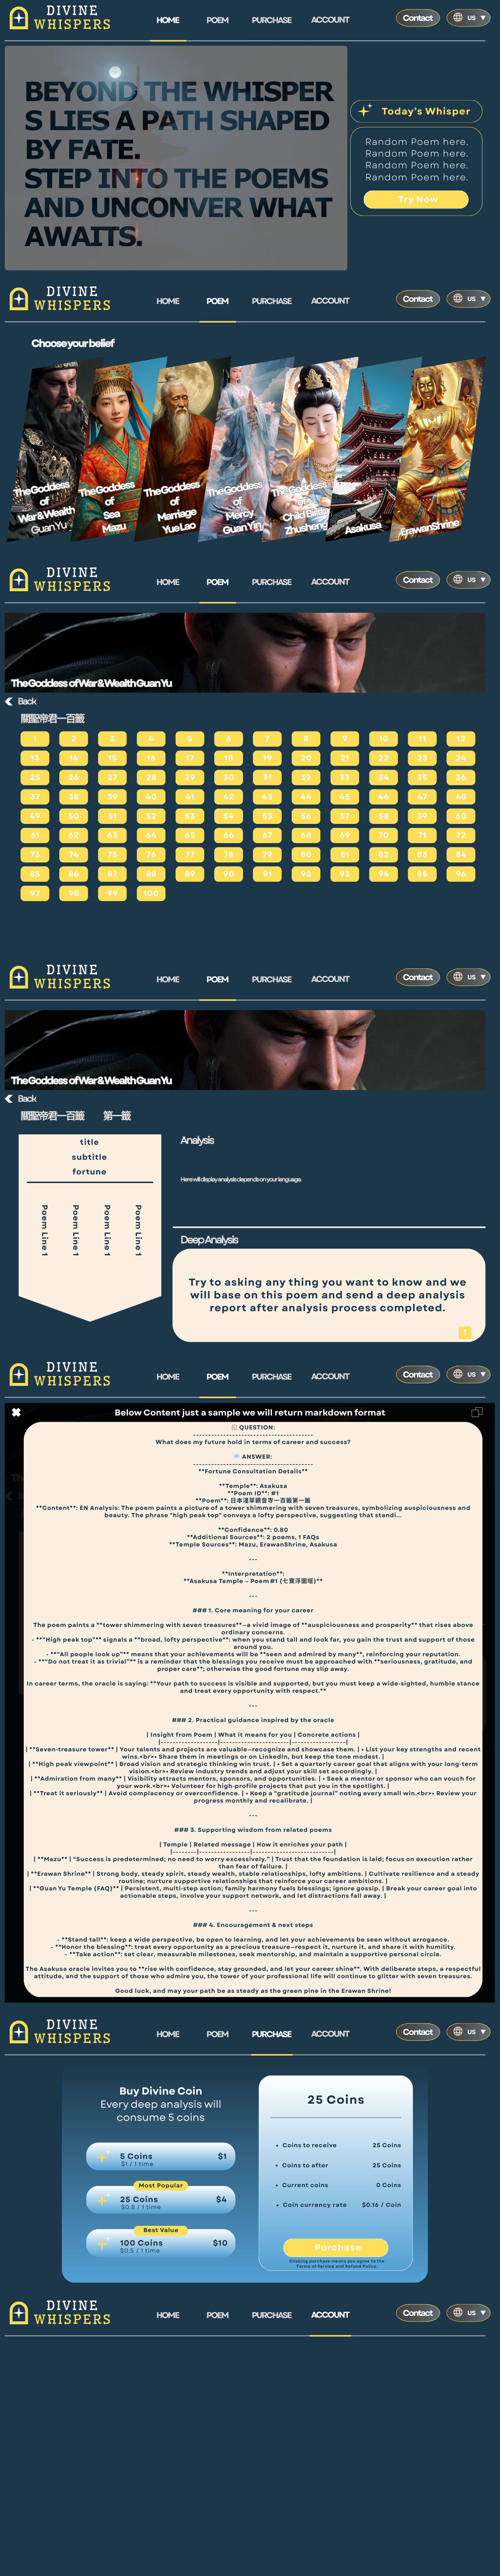 DIVINE
WHISPERS
HOME
POEM
PURCHASE
ACCOUNT
Contact
US
BEYOND THE WHISPER
S LIES A PATH SHAPED
BY FATE.
STEP INTO THE POEMS
AND UNCONVER WHAT
AWAITS.
Today's Whisper
Random Poem here.
Random Poem here.
Random Poem here.
Random Poem here.
Try Now
DIVINE
WHISPERS
HOME
POEM
PURCHASE
ACCOUNT
Contact
US
Choose your belief
The Goddess
of
War & Wealth
Guan Yu
The Goddess
of
Sea
Mazu
The Goddess
of
Marriage
Yue Lao
The Goddess
of
Mercy
Guan Yin
The Goddess
of
Child Birth
Zhusheng
Asakusa
Erawan Shrine
DIVINE
WHISPERS
HOME
POEM
PURCHASE
ACCOUNT
Contact
US
The Goddess of War & Wealth Guan Yu
Back
關聖帝君一百籤
1 2 3 4 5 6 7 8 9 10 11 12
13 14 15 16 17 18 19 20 21 22 23 24
25 26 27 28 29 30 31 32 33 34 35 36
37 38 39 40 41 42 43 44 45 46 47 48
49 50 51 52 53 54 55 56 57 58 59 60
61 62 63 64 65 66 67 68 69 70 71 72
73 74 75 76 77 78 79 80 81 82 83 84
85 86 87 88 89 90 91 92 93 94 95 96
97 98 99 100
DIVINE
WHISPERS
HOME
POEM
PURCHASE
ACCOUNT
Contact
US
The Goddess of War & Wealth Guan Yu
Back
關聖帝君一百籤 第一籤
title
subtitle
fortune
Poem Line 1
Poem Line 1
Poem Line 1
Poem Line 1
Analysis
Here will display analysis depends on your language.
Deep Analysis
Try to asking any thing you want to know and we
will base on this poem and send a deep analysis
report after analysis process completed.
DIVINE
WHISPERS
HOME
POEM
PURCHASE
ACCOUNT
Contact
US
Below Content just a sample we will return markdown format
QUESTION:
----------------------------------------
What does my future hold in terms of career and success?
ANSWER:
----------------------------------------
**Fortune Consultation Details**
**Temple**: Asakusa
**Poem ID**: #1
**Poem**: 日本淺草觀音寺一百籤第一籤
**Content**: EN Analysis: The poem paints a picture of a tower shimmering with seven treasures, symbolizing auspiciousness and
beauty. The phrase "high peak top" conveys a lofty perspective, suggesting that standi...
**Confidence**: 0.80
**Additional Sources**: 2 poems, 1 FAQs
**Temple Sources**: Mazu, ErawanShrine, Asakusa
---
**Interpretation**:
**Asakusa Temple – Poem #1 (七寶浮圖塔)**
---
### 1. Core meaning for your career
The poem paints a **tower shimmering with seven treasures**—a vivid image of **auspiciousness and prosperity** that rises above
ordinary concerns.
- **"High peak top"** signals a **broad, lofty perspective**: when you stand tall and look far, you gain the trust and support of those
around you.
- **"All people look up"** means that your achievements will be **seen and admired by many**, reinforcing your reputation.
- **"Do not treat it as trivial"** is a reminder that the blessings you receive must be approached with **seriousness, gratitude, and
proper care**; otherwise the good fortune may slip away.
In career terms, the oracle is saying: **Your path to success is visible and supported, but you must keep a wide-sighted, humble stance
and treat every opportunity with respect.**
---
### 2. Practical guidance inspired by the oracle
| Insight from Poem | What it means for you | Concrete actions |
|-------------------|-----------------------|------------------|
| **Seven-treasure tower** | Your talents and projects are valuable—recognize and showcase them. | • List your key strengths and recent
wins.<br>• Share them in meetings or on LinkedIn, but keep the tone modest. |
| **High peak viewpoint** | Broad vision and strategic thinking win trust. | • Set a quarterly career goal that aligns with your long-term
vision.<br>• Review industry trends and adjust your skill set accordingly. |
| **Admiration from many** | Visibility attracts mentors, sponsors, and opportunities. | • Seek a mentor or sponsor who can vouch for
your work.<br>• Volunteer for high-profile projects that put you in the spotlight. |
| **Treat it seriously** | Avoid complacency or overconfidence. | • Keep a "gratitude journal" noting every small win.<br>• Review your
progress monthly and recalibrate. |
---
### 3. Supporting wisdom from related poems
| Temple | Related message | How it enriches your path |
|--------|-----------------|---------------------------|
| **Mazu** | "Success is predetermined; no need to worry excessively." | Trust that the foundation is laid; focus on execution rather
than fear of failure. |
| **Erawan Shrine** | Strong body, steady spirit, steady wealth, stable relationships, lofty ambitions. | Cultivate resilience and a steady
routine; nurture supportive relationships that reinforce your career ambitions. |
| **Guan Yu Temple (FAQ)** | Persistent, multi-step action; family harmony fuels blessings; ignore gossip. | Break your career goal into
actionable steps, involve your support network, and let distractions fall away. |
---
### 4. Encouragement & next steps
- **Stand tall**: keep a wide perspective, be open to learning, and let your achievements be seen without arrogance.
- **Honor the blessing**: treat every opportunity as a precious treasure—respect it, nurture it, and share it with humility.
- **Take action**: set clear, measurable milestones, seek mentorship, and maintain a supportive personal circle.
The Asakusa oracle invites you to **rise with confidence, stay grounded, and let your career shine**. With deliberate steps, a respectful
attitude, and the support of those who admire you, the tower of your professional life will continue to glitter with seven treasures.
Good luck, and may your path be as steady as the green pine in the Erawan Shrine!
DIVINE
WHISPERS
HOME
POEM
PURCHASE
ACCOUNT
Contact
US
Buy Divine Coin
Every deep analysis will
consume 5 coins
5 Coins $1
$1 / 1 time
Most Popular
25 Coins $4
$0.8 / 1 time
Best Value
100 Coins $10
$0.5 / 1 time
25 Coins
• Coins to receive 25 Coins
• Coins to after 25 Coins
• Current coins 0 Coins
• Coin currency rate $0.16 / Coin
Purchase
Clicking purchase means you agree to the
Terms of Service and Refund Policy.
DIVINE
WHISPERS
HOME
POEM
PURCHASE
ACCOUNT
Contact
US